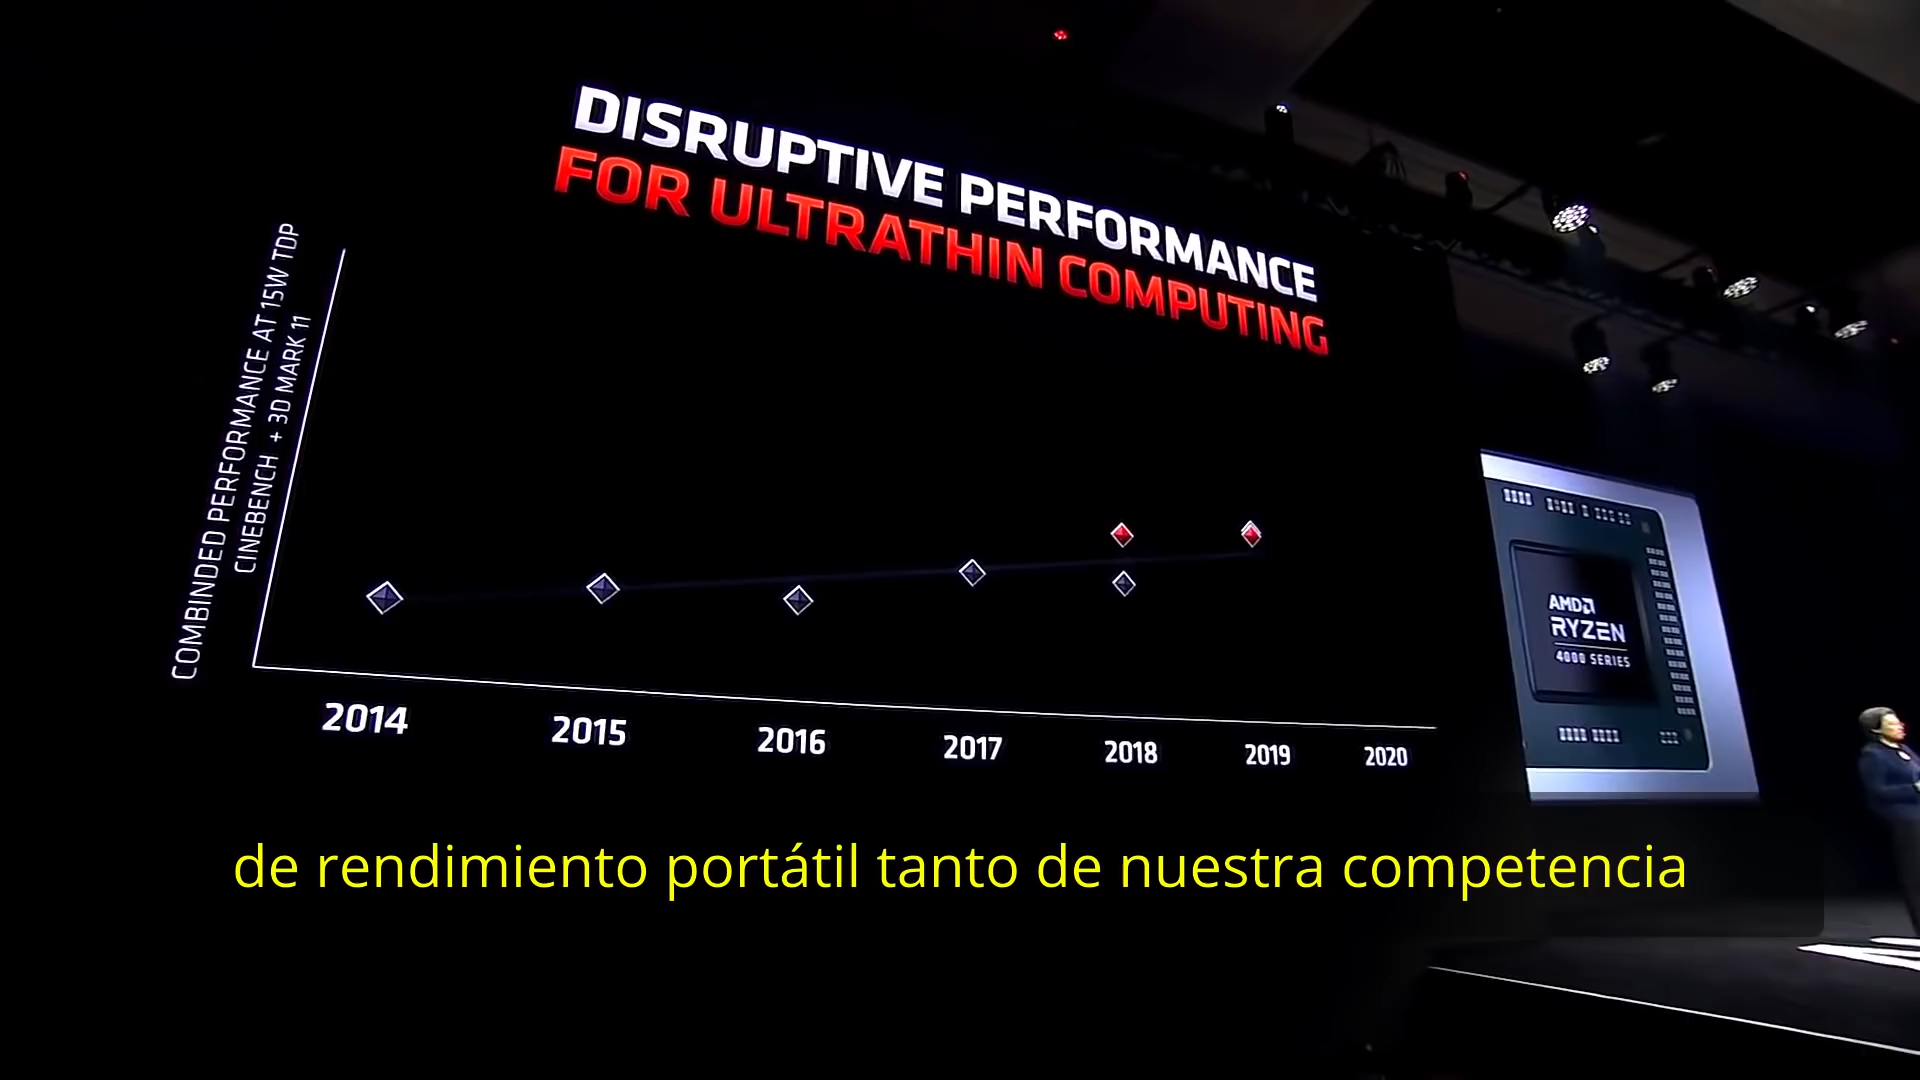 DISRUPTIVE PERFORMANCE
FOR ULTRATHIN COMPUTING
COMBINDED PERFORMANCE AT 15W TDP
CINEBENCH + 3D MARK 11
2014 2015 2016 2017 2018 2019 2020
AMD
RYZEN
4000 SERIES
de rendimiento portátil tanto de nuestra competencia